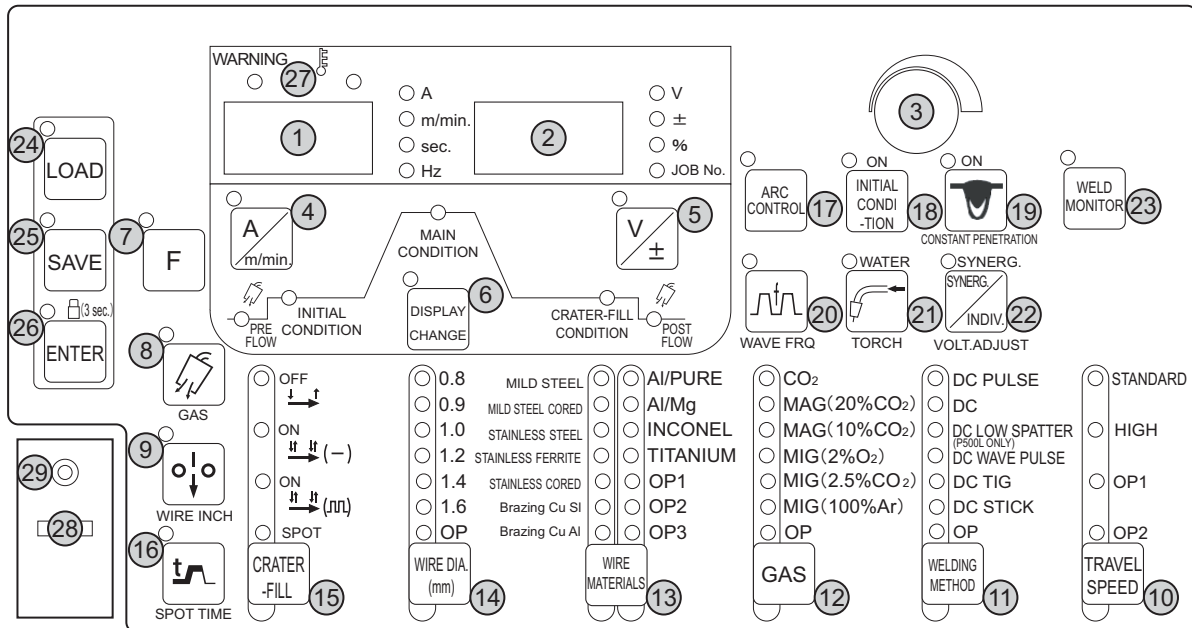 WARNING
27
1
A
m/min.
sec.
Hz
2
V
±
%
JOB No.
3
24
LOAD
25
SAVE
7
F
26
(3 sec.)
ENTER
4
A
m/min.
5
V
±
MAIN
CONDITION
6
DISPLAY
CHANGE
PRE
FLOW
INITIAL
CONDITION
CRATER-FILL
CONDITION
POST
FLOW
ARC
CONTROL
17
ON
INITIAL
CONDI
-TION
18
ON
19
CONSTANT PENETRATION
WELD
MONITOR
23
20
WAVE FRQ
WATER
21
TORCH
SYNERG.
SYNERG.
INDIV.
22
VOLT.ADJUST
8
GAS
9
WIRE INCH
16
t
SPOT TIME
29
28
OFF
ON
(−)
ON
SPOT
CRATER
-FILL
15
0.8
0.9
1.0
1.2
1.4
1.6
OP
WIRE DIA.
(mm)
14
MILD STEEL
MILD STEEL CORED
STAINLESS STEEL
STAINLESS FERRITE
STAINLESS CORED
Brazing Cu SI
Brazing Cu Al
Al/PURE
Al/Mg
INCONEL
TITANIUM
OP1
OP2
OP3
WIRE
MATERIALS
13
CO₂
MAG(20%CO₂)
MAG(10%CO₂)
MIG(2%O₂)
MIG(2.5%CO₂)
MIG(100%Ar)
OP
GAS
12
DC PULSE
DC
DC LOW SPATTER
(P500L ONLY)
DC WAVE PULSE
DC TIG
DC STICK
OP
WELDING
METHOD
11
STANDARD
HIGH
OP1
OP2
TRAVEL
SPEED
10